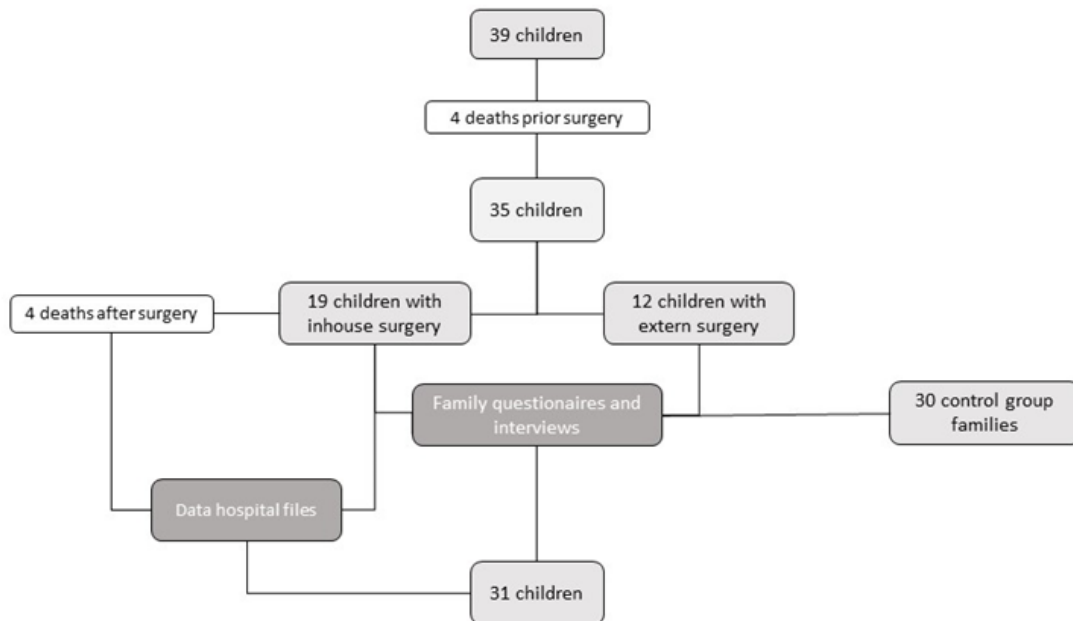 39 children
4 deaths prior surgery
35 children
4 deaths after surgery
19 children with
inhouse surgery
12 children with
extern surgery
Family questionaires and
interviews
30 control group
families
Data hospital files
31 children